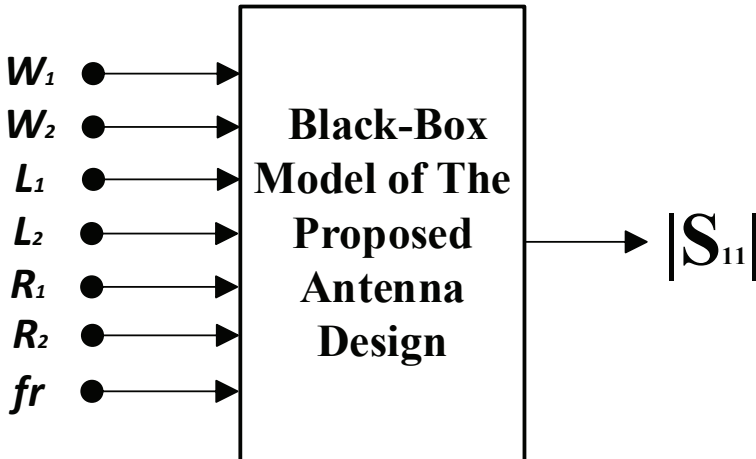 W₁
W₂
L₁
L₂
R₁
R₂
fr
Black-Box
Model of The
Proposed
Antenna
Design
|S₁₁|